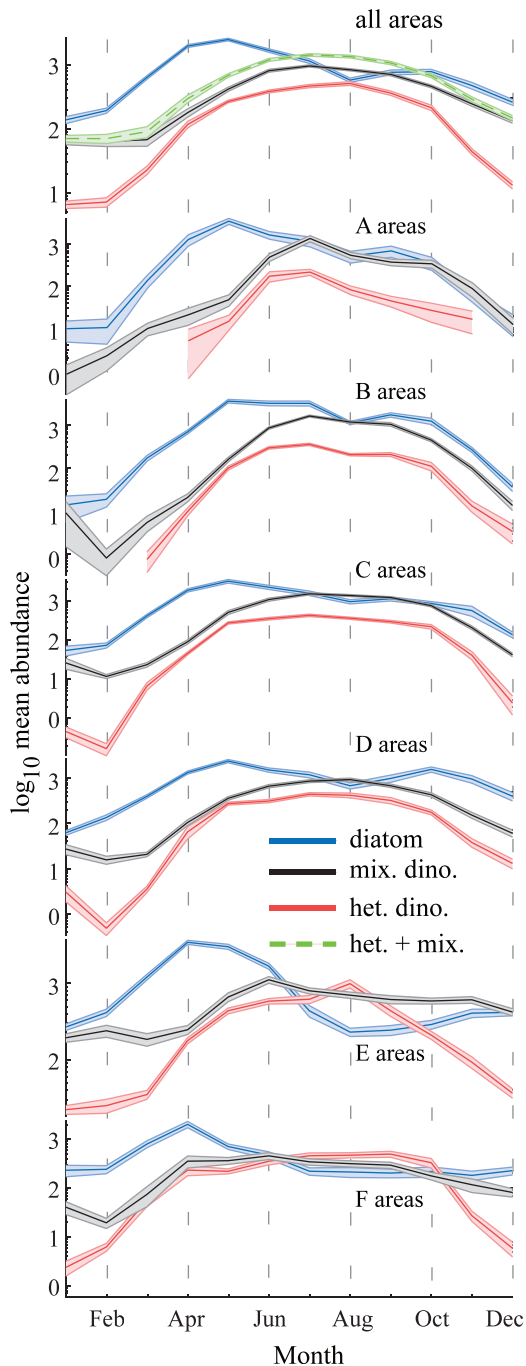 all areas
3
2
1
A areas
3
2
1
0
B areas
3
2
1
0
C areas
3
2
1
0
D areas
3
2
1
0
diatom
mix. dino.
het. dino.
het. + mix.
3
2
E areas
3
2
1
0
F areas
log10 mean abundance
Feb Apr Jun Aug Oct Dec
Month